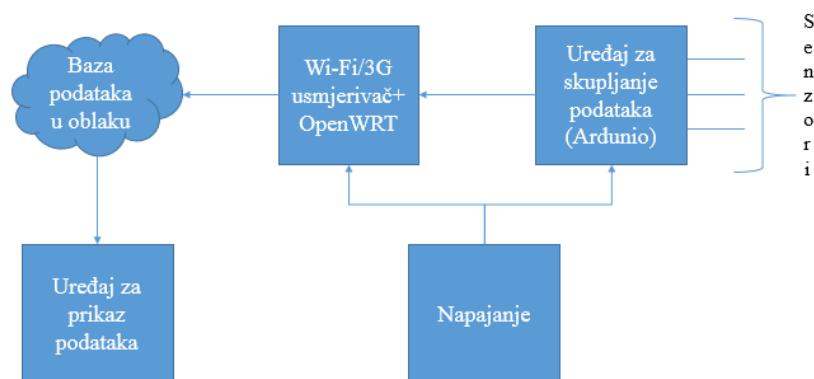 Baza
podataka
u oblaku
Wi-Fi/3G
usmjerivač+
OpenWRT
Uređaj za
skupljanje
podataka
(Ardunio)
S
e
n
z
o
r
i
Uređaj za
prikaz
podataka
Napajanje